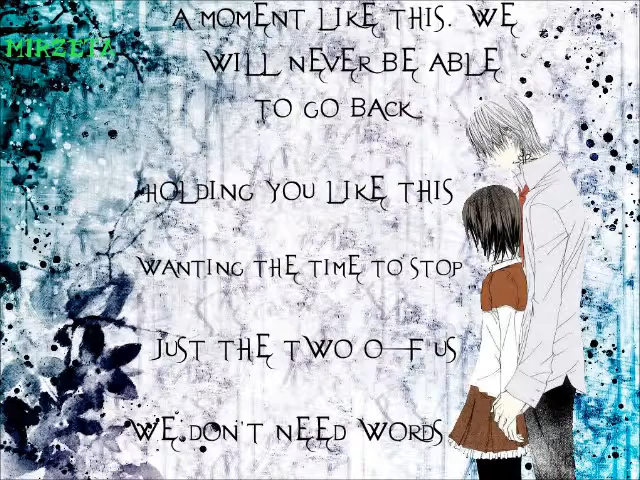 A MOMENT LIKE THIS. WE
MIRZETA
WILL NEVER BE ABLE
TO GO BACK
HOLDING YOU LIKE THIS
WANTING THE TIME TO STOP
JUST THE TWO O-F US
WE DON'T NEED WORDS